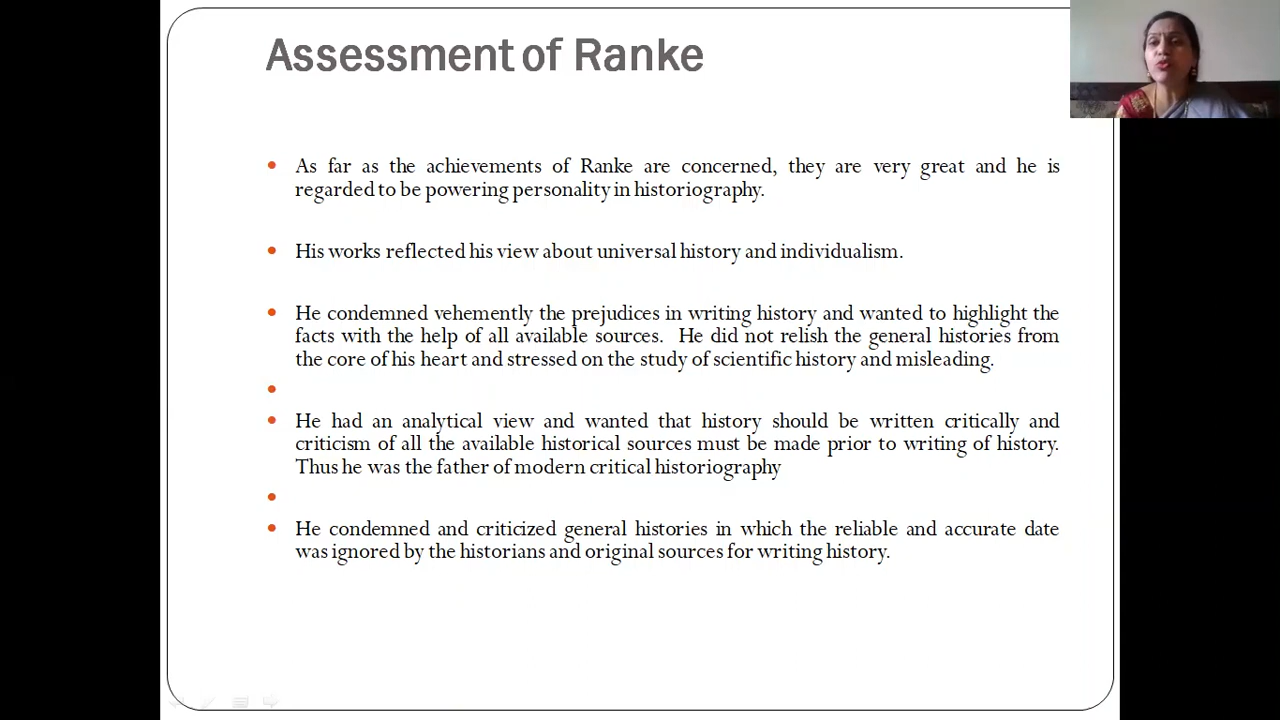 Assessment of Ranke
As far as the achievements of Ranke are concerned, they are very great and he is
regarded to be powering personality in historiography.
His works reflected his view about universal history and individualism.
He condemned vehemently the prejudices in writing history and wanted to highlight the
facts with the help of all available sources. He did not relish the general histories from
the core of his heart and stressed on the study of scientific history and misleading.
He had an analytical view and wanted that history should be written critically and
criticism of all the available historical sources must be made prior to writing of history.
Thus he was the father of modern critical historiography
He condemned and criticized general histories in which the reliable and accurate date
was ignored by the historians and original sources for writing history.